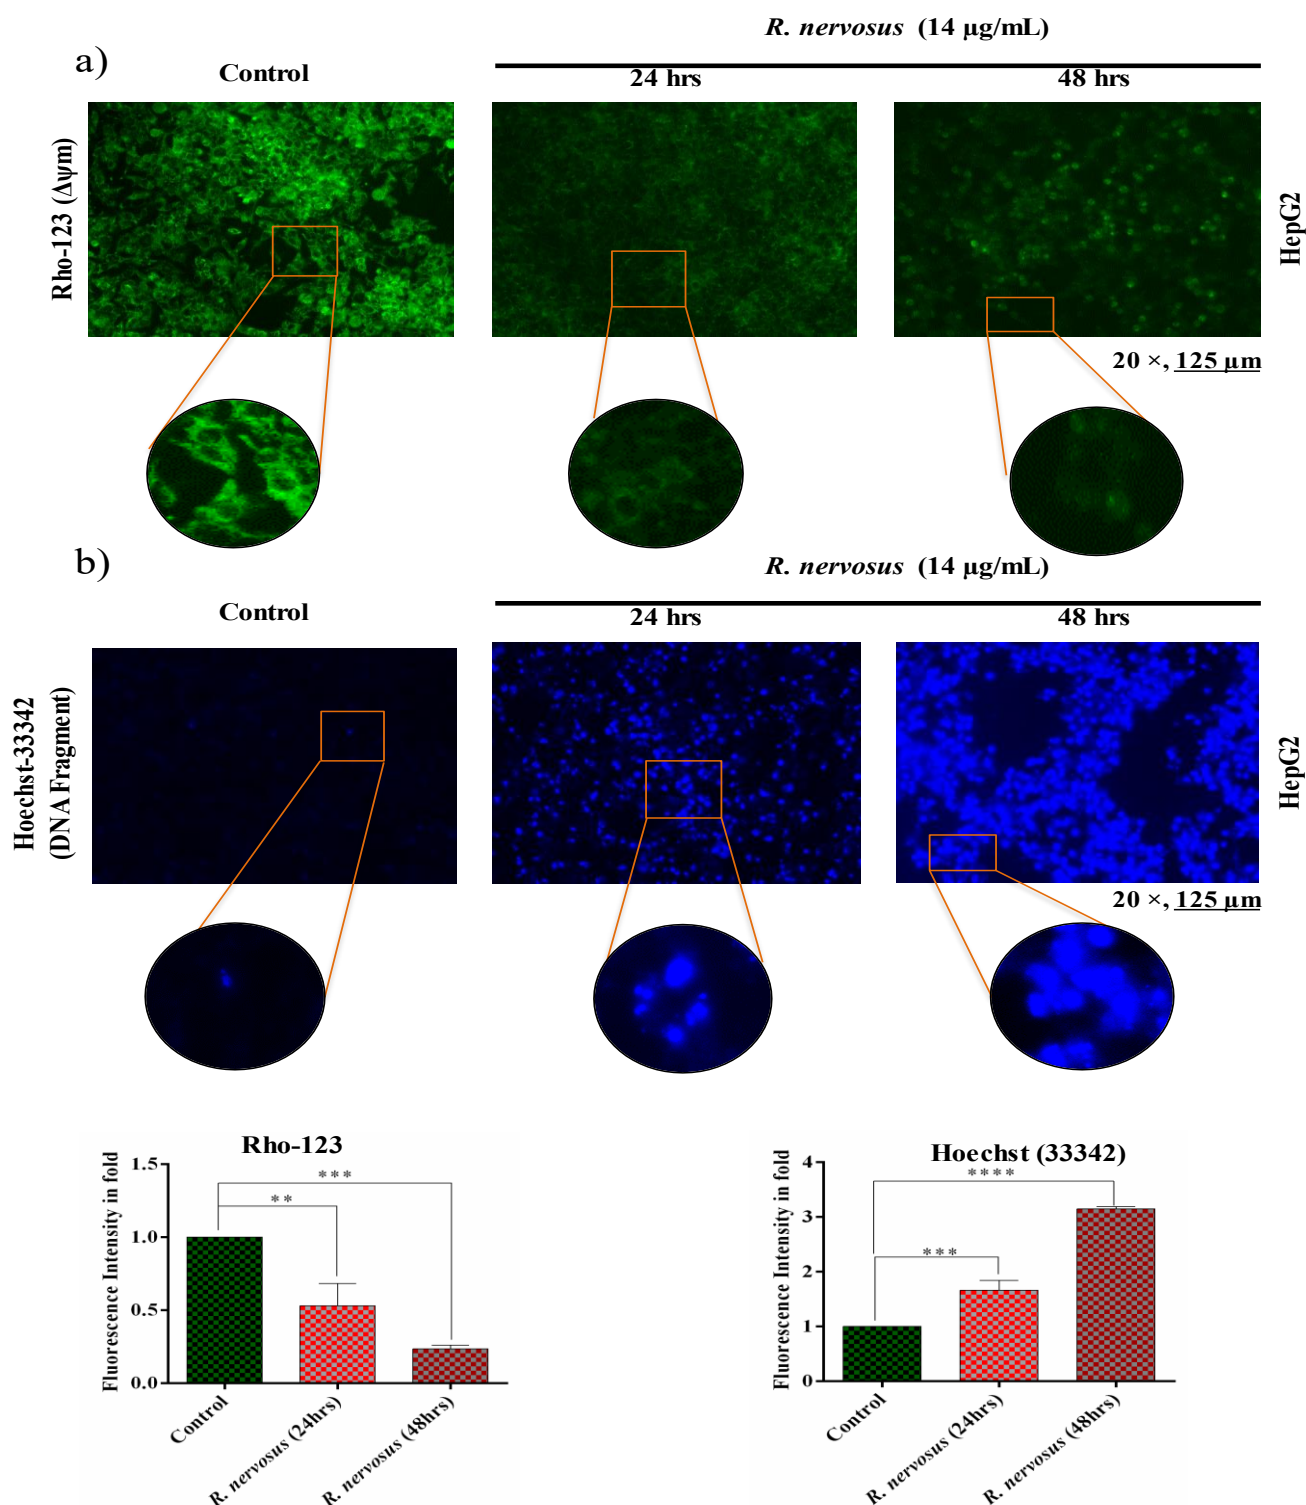 R. nervosus (14 µg/mL)
a)
Control
24 hrs
48 hrs
Rho-123 (Δψm)
HepG2
20 ×, 125 µm
b)
R. nervosus (14 µg/mL)
Control
24 hrs
48 hrs
Hoechst-33342
(DNA Fragment)
HepG2
20 ×, 125 µm
Rho-123
Fluorescence Intensity in fold
1.5
1.0
0.5
0.0
***
**
Control
R. nervosus (24hrs)
R. nervosus (48hrs)
Hoechst (33342)
Fluorescence Intensity in fold
4
3
2
1
0
****
***
Control
R. nervosus (24hrs)
R. nervosus (48hrs)